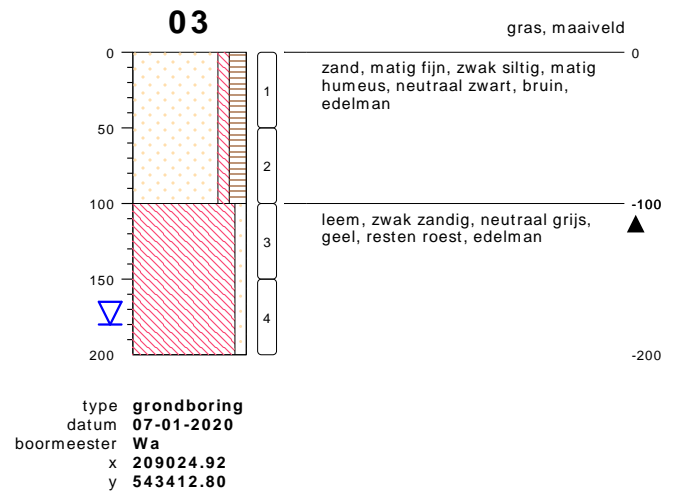 03
gras, maaiveld
0
0
zand, matig fijn, zwak siltig, matig
humeus, neutraal zwart, bruin,
edelman
1
50
2
100
-100
leem, zwak zandig, neutraal grijs,
geel, resten roest, edelman
3
150
4
200
-200
type grondboring
datum 07-01-2020
boormeester Wa
x 209024.92
y 543412.80